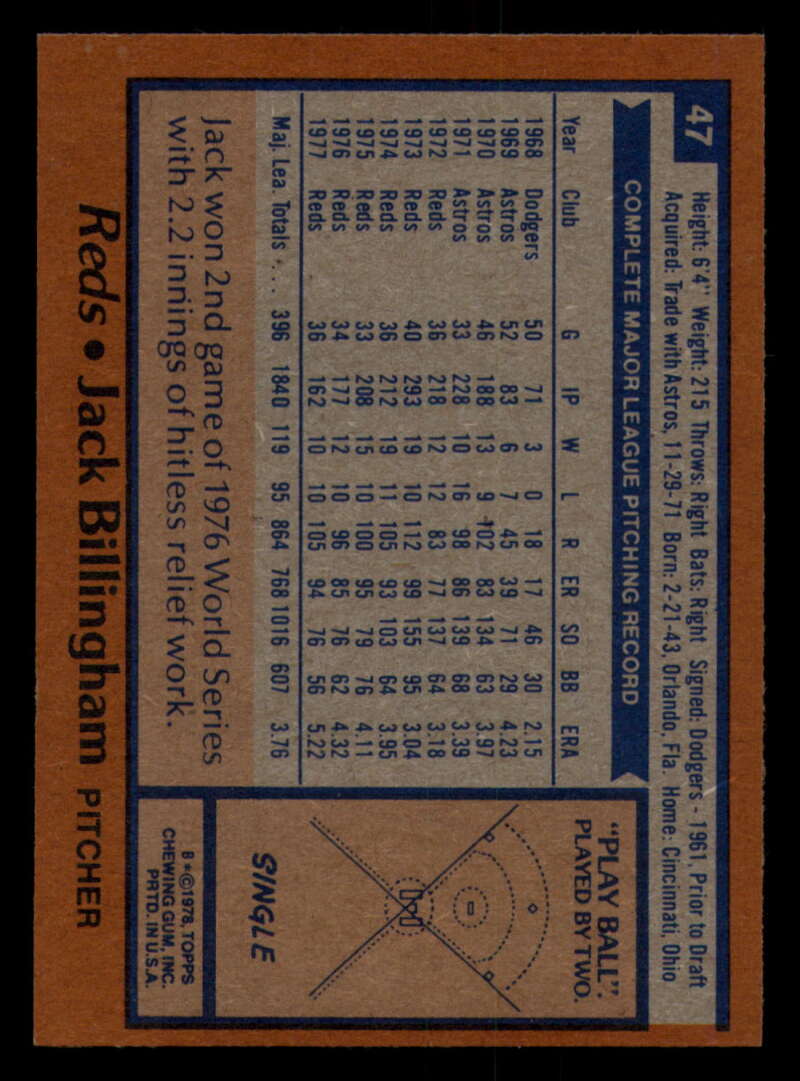 47
Height: 6'4" Weight: 215 Throws: Right Bats: Right Signed: Dodgers - 1961, Prior to Draft
Acquired: Trade with Astros, 11-29-71 Born: 2-21-43, Orlando, Fla. Home: Cincinnati, Ohio
COMPLETE MAJOR LEAGUE PITCHING RECORD
Year Club G IP W L R ER SO BB ERA
1968 Dodgers 50 71 3 0 18 17 46 30 2.15
1969 Astros 52 83 6 7 45 39 71 29 4.23
1970 Astros 46 188 13 9 102 83 134 63 3.97
1971 Astros 33 228 10 16 98 86 139 68 3.39
1972 Reds 36 218 12 12 83 77 137 64 3.18
1973 Reds 40 293 19 10 112 99 155 95 3.04
1974 Reds 36 212 19 11 105 93 103 64 3.95
1975 Reds 33 208 15 10 100 95 79 76 4.11
1976 Reds 34 177 12 10 96 85 76 62 4.32
1977 Reds 36 162 10 10 105 94 76 56 5.22
Maj. Lea. Totals .... 396 1840 119 95 864 768 1016 607 3.76
Jack won 2nd game of 1976 World Series
with 2.2 innings of hitless relief work.
"PLAY BALL".
PLAYED BY TWO.
SINGLE
B*©1978, TOPPS
CHEWING GUM, INC.
PRTD. IN U.S.A.
Reds • Jack Billingham PITCHER